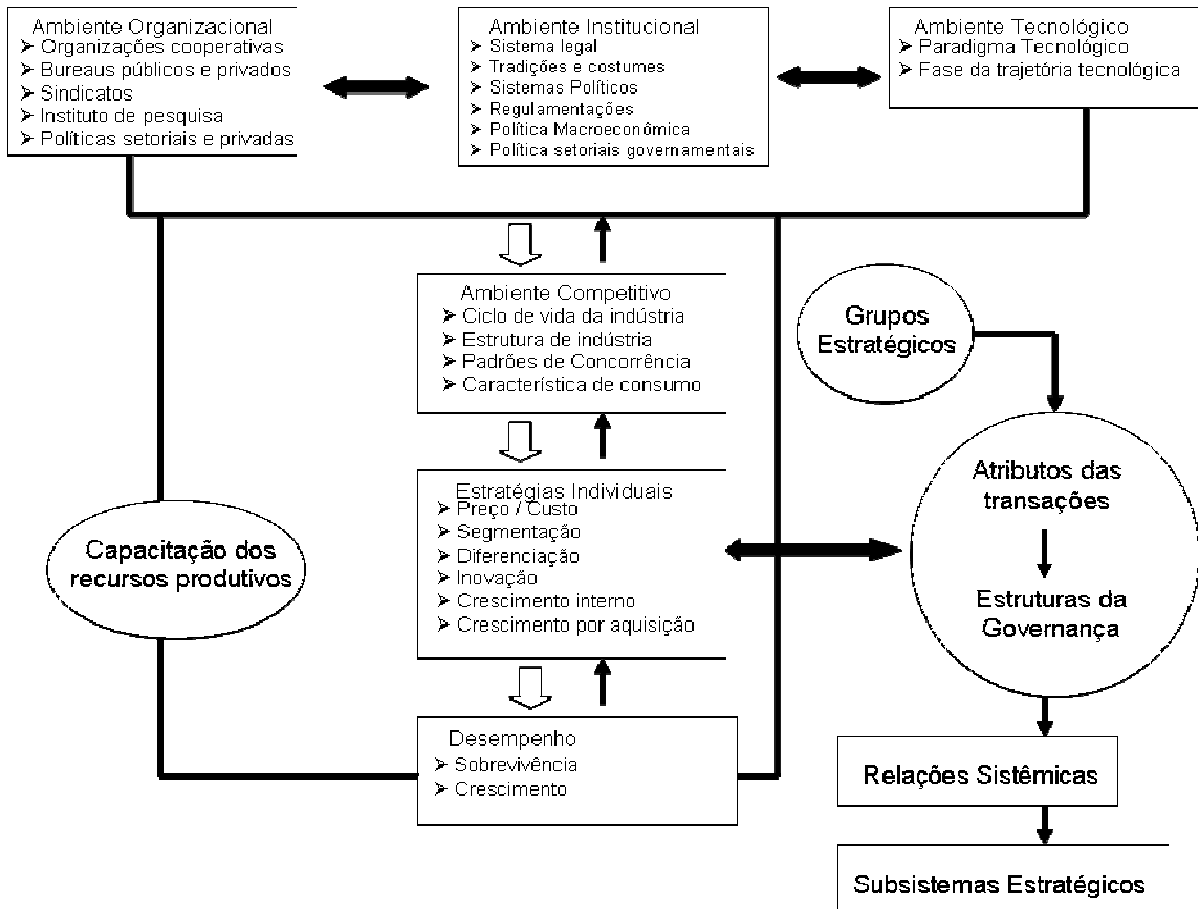 Ambiente Organizacional
➢ Organizações cooperativas
➢ Bureaus públicos e privados
➢ Sindicatos
➢ Instituto de pesquisa
➢ Políticas setoriais e privadas
Ambiente Institucional
➢ Sistema legal
➢ Tradições e costumes
➢ Sistemas Políticos
➢ Regulamentações
➢ Política Macroeconômica
➢ Política setoriais governamentais
Ambiente Tecnológico
➢ Paradigma Tecnológico
➢ Fase da trajetória tecnológica
Ambiente Competitivo
➢ Ciclo de vida da indústria
➢ Estrutura de indústria
➢ Padrões de Concorrência
➢ Característica de consumo
Grupos
Estratégicos
Estratégias Individuais
➢ Preço / Custo
➢ Segmentação
➢ Diferenciação
➢ Inovação
➢ Crescimento interno
➢ Crescimento por aquisição
Capacitação dos
recursos produtivos
Atributos das
transações
Estruturas da
Governança
Desempenho
➢ Sobrevivência
➢ Crescimento
Relações Sistêmicas
Subsistemas Estratégicos